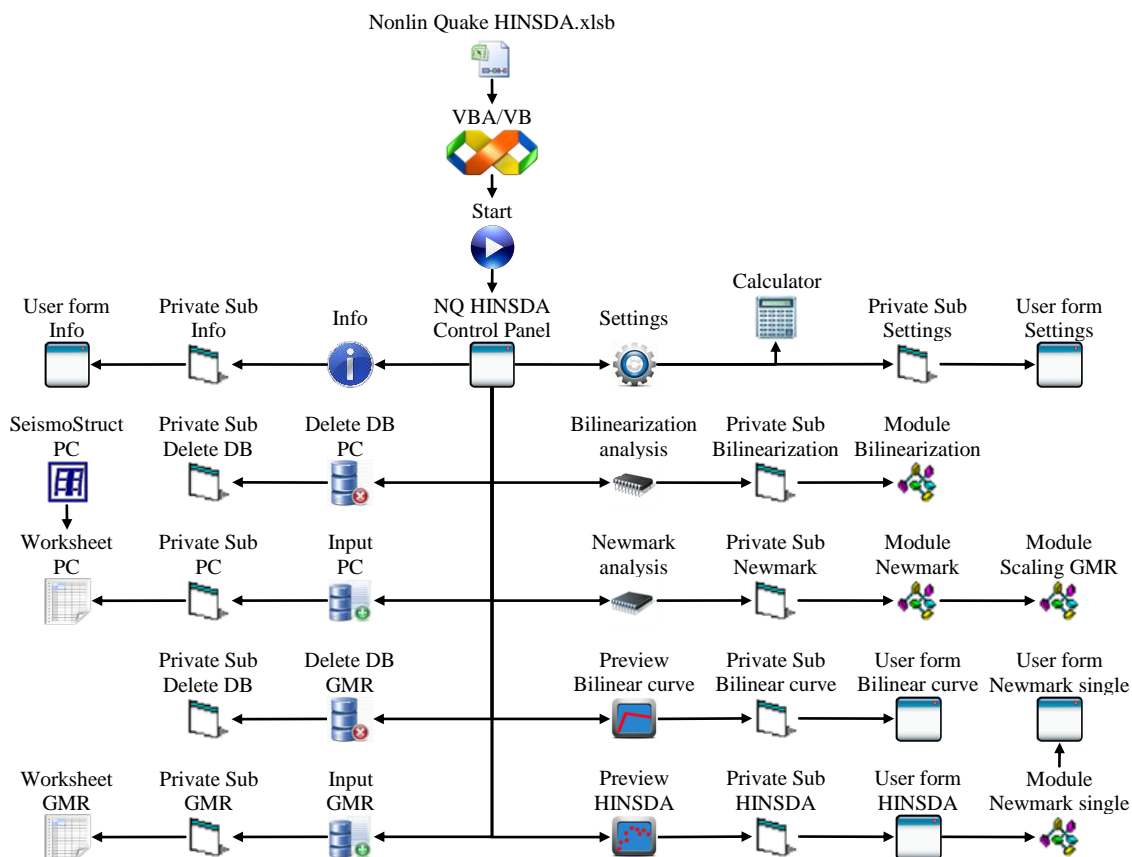 Nonlin Quake HINSDA.xlsb
VBA/VB
Start
User form
Info
Private Sub
Info
Info
NQ HINSDA
Control Panel
Settings
Calculator
Private Sub
Settings
User form
Settings
SeismoStruct
PC
Private Sub
Delete DB
Delete DB
PC
Bilinearization
analysis
Private Sub
Bilinearization
Module
Bilinearization
Worksheet
PC
Private Sub
PC
Input
PC
Newmark
analysis
Private Sub
Newmark
Module
Newmark
Module
Scaling GMR
Private Sub
Delete DB
Delete DB
GMR
Preview
Bilinear curve
Private Sub
Bilinear curve
User form
Bilinear curve
User form
Newmark single
Worksheet
GMR
Private Sub
GMR
Input
GMR
Preview
HINSDA
Private Sub
HINSDA
User form
HINSDA
Module
Newmark single